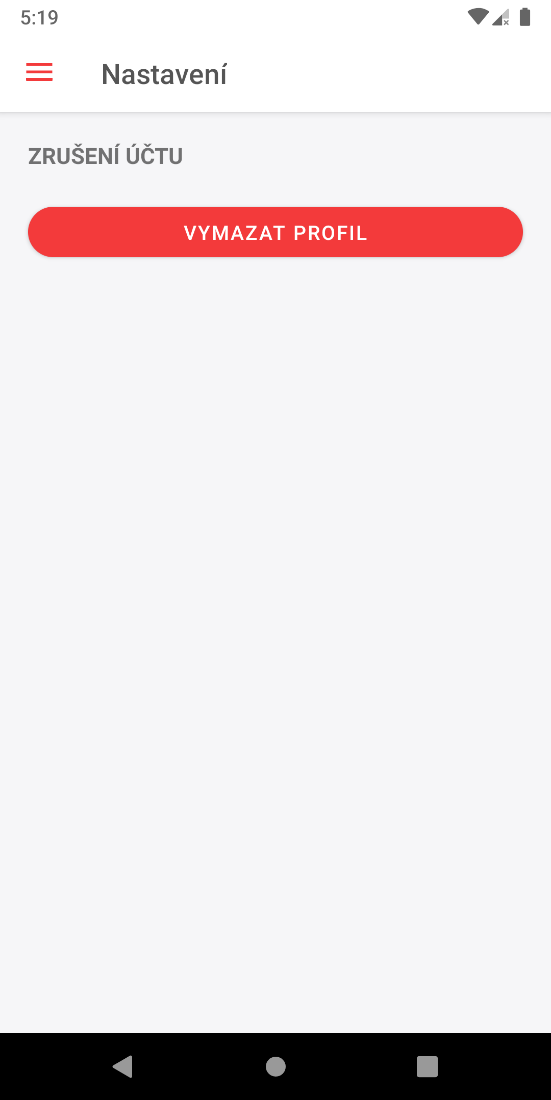 5:19
Nastavení
ZRUŠENÍ ÚČTU
VYMAZAT PROFIL